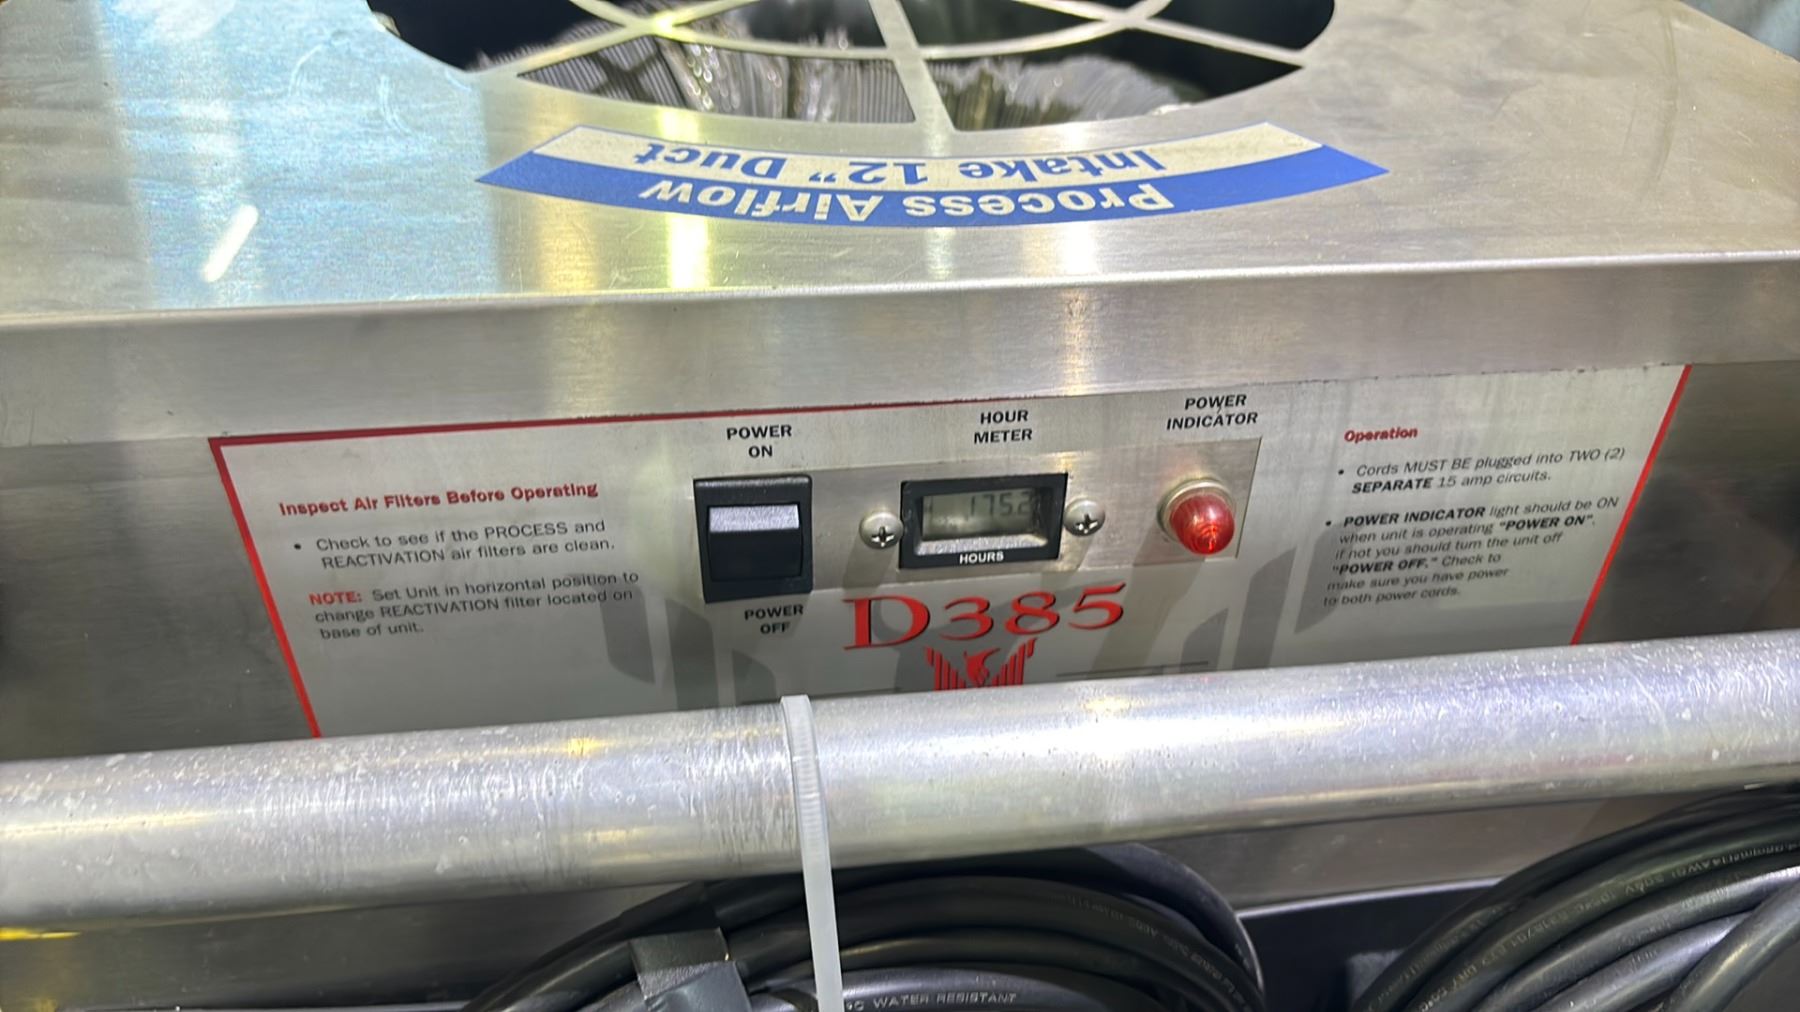 Process Airflow
Intake 12" Duct
Inspect Air Filters Before Operating
• Check to see if the PROCESS and
REACTIVATION air filters are clean.
NOTE: Set Unit in horizontal position to
change REACTIVATION filter located on
base of unit.
POWER
ON
POWER
OFF
HOUR
METER
HOURS
POWER
INDICATOR
D385
Operation
• Cords MUST BE plugged into TWO (2)
SEPARATE 15 amp circuits.
• POWER INDICATOR light should be ON
when unit is operating "POWER ON".
if not you should turn the unit off
"POWER OFF." Check to
make sure you have power
to both power cords.
WATER RESISTANT